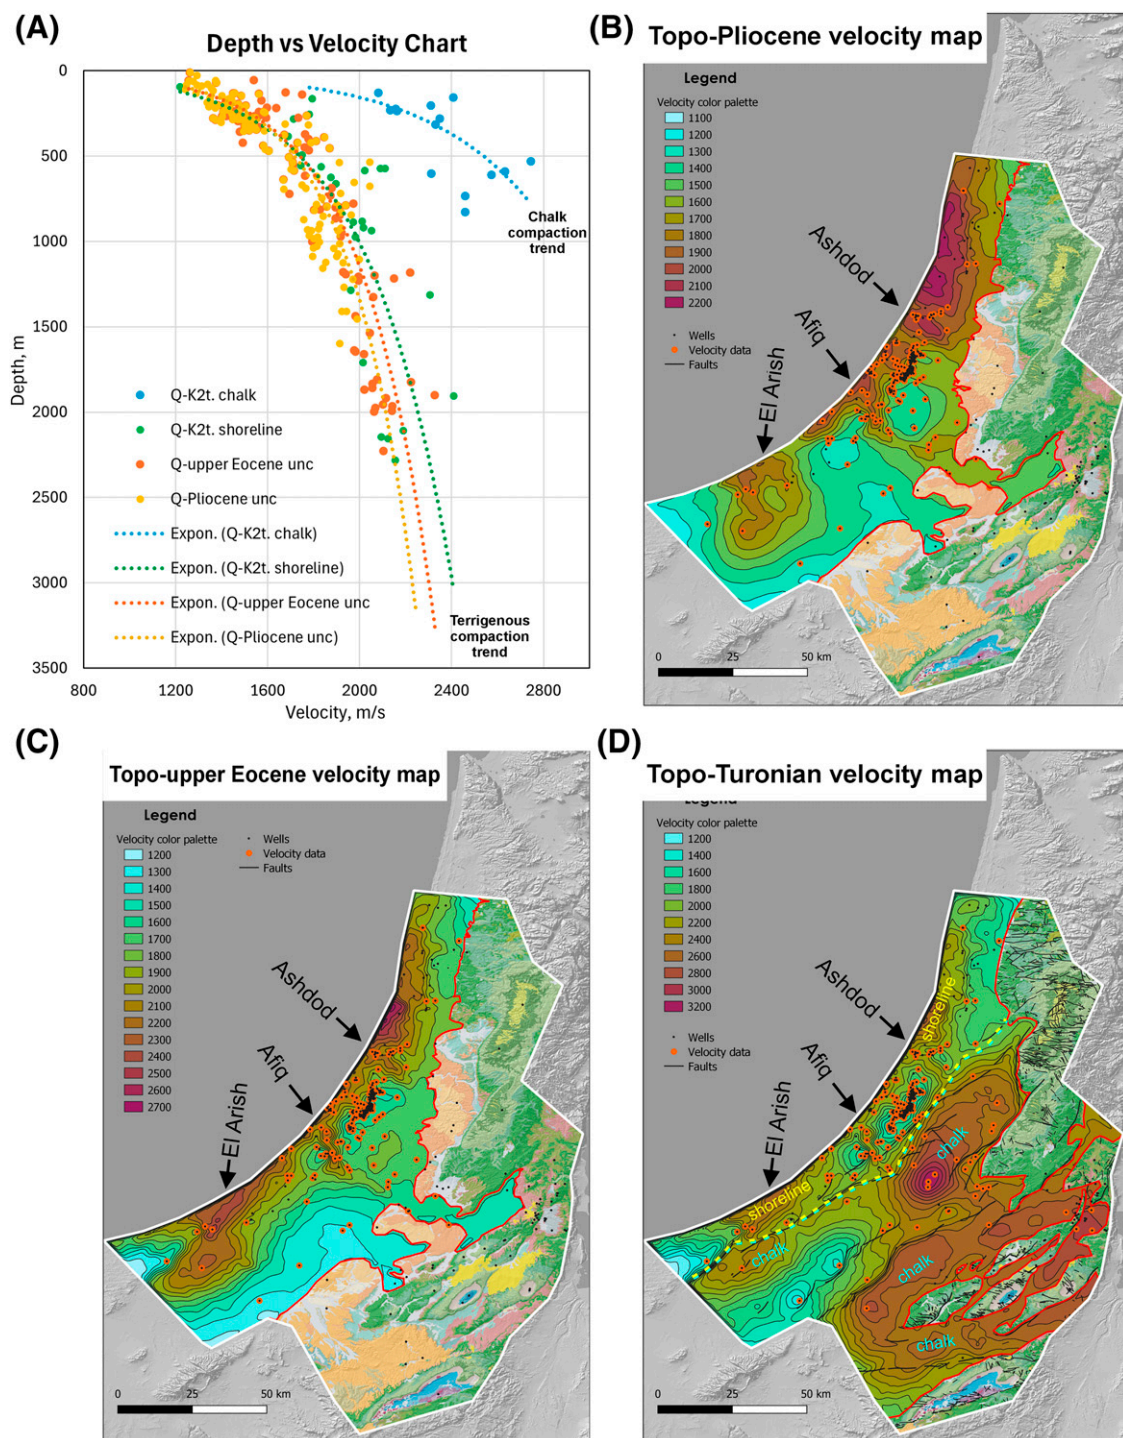 (A)
Depth vs Velocity Chart
0
500
1000
1500
2000
2500
3000
3500
Depth, m
800
1200
1600
2000
2400
2800
Velocity, m/s
Chalk
compaction
trend
Q-K2t. chalk
Q-K2t. shoreline
Q-upper Eocene unc
Q-Pliocene unc
Expon. (Q-K2t. chalk)
Expon. (Q-K2t. shoreline)
Expon. (Q-upper Eocene unc
Expon. (Q-Pliocene unc)
Terrigenous
compaction
trend
(B)
Topo-Pliocene velocity map
Legend
Velocity color palette
1100
1200
1300
1400
1500
1600
1700
1800
1900
2000
2100
2200
Wells
Velocity data
Faults
Ashdod
Afiq
El Arish
0 25 50 km
(C)
Topo-upper Eocene velocity map
Legend
Velocity color palette
1200
1300
1400
1500
1600
1700
1800
1900
2000
2100
2200
2300
2400
2500
2600
2700
Wells
Velocity data
Faults
Ashdod
Afiq
El Arish
0 25 50 km
(D)
Topo-Turonian velocity map
Legend
Velocity color palette
1200
1400
1600
1800
2000
2200
2400
2600
2800
3000
3200
Wells
Velocity data
Faults
Ashdod
Afiq
El Arish
shoreline
shoreline
chalk
chalk
chalk
chalk
0 25 50 km